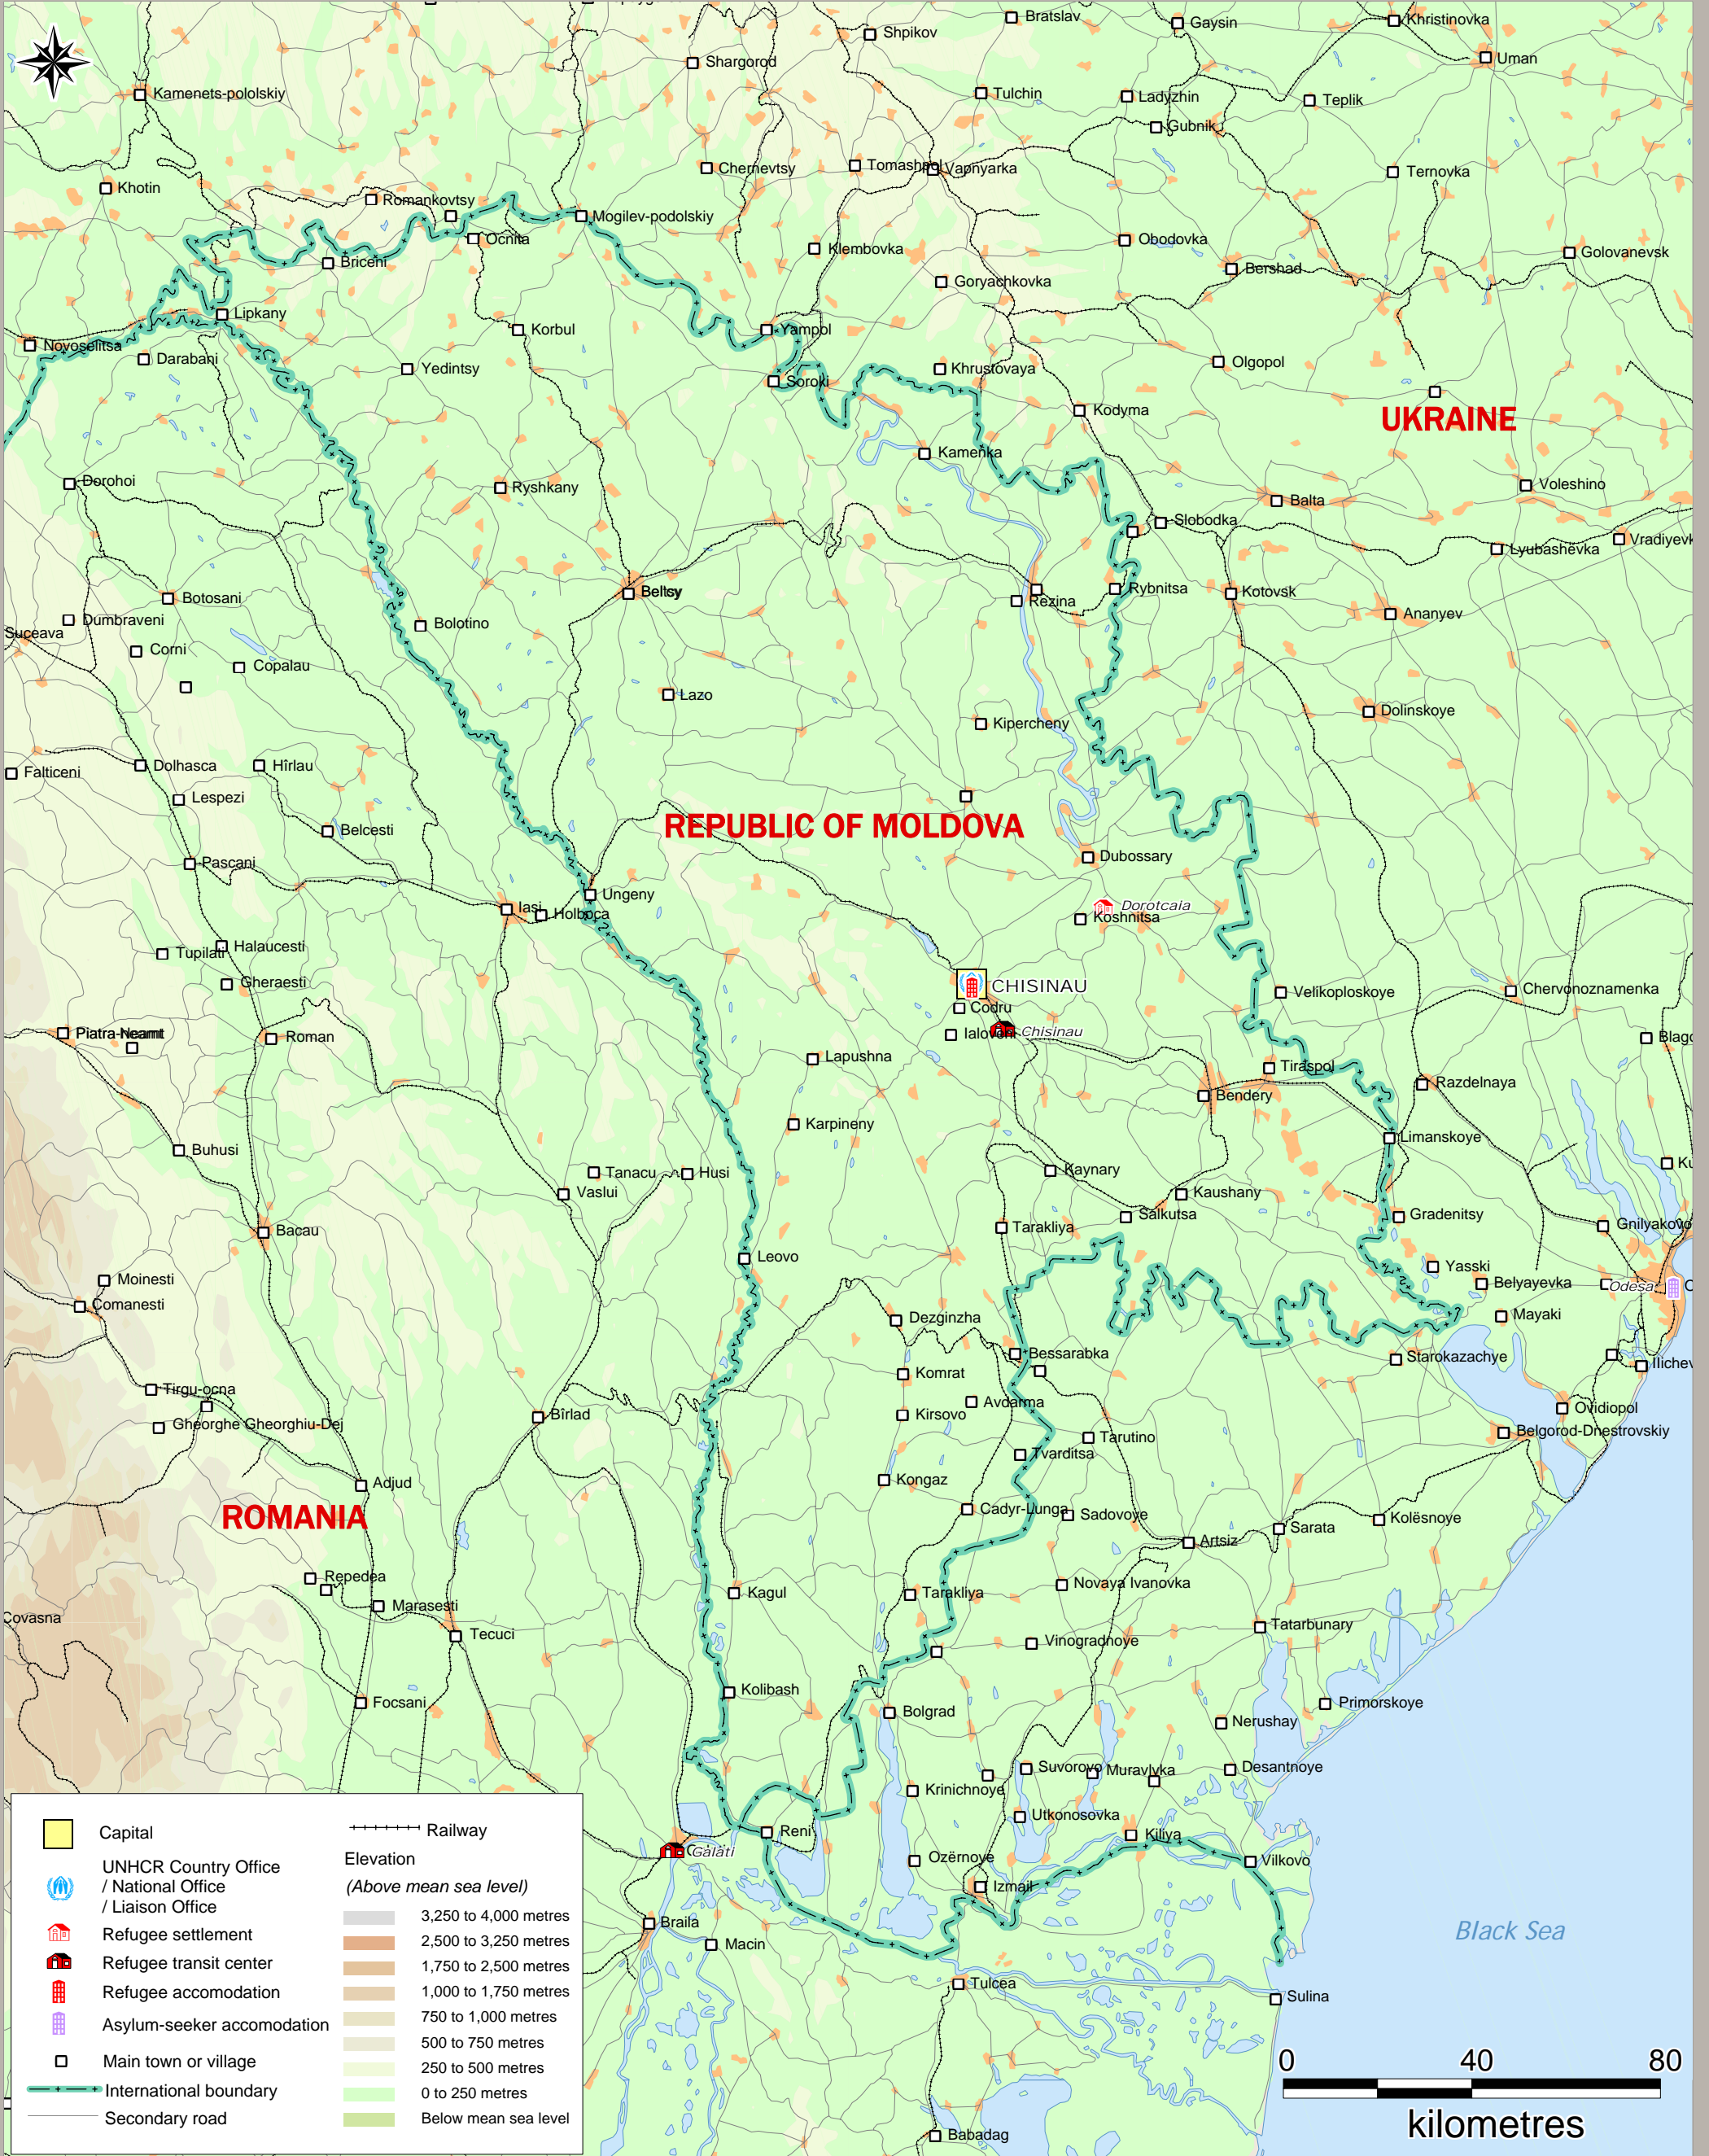 Bratslav
Gaysin
Khristinovka
Shpikov
Uman
Shargorod
Kamenets-pololskiy
Tulchin
Ladyzhin
Teplik
Gubnik
Chernevtsy
Tomashpol
Vapnyarka
Ternovka
Khotin
Romankovtsy
Mogilev-podolskiy
Ocnita
Klembovka
Obodovka
Golovanevsk
Briceni
Bershad
Goryachkovka
Lipkany
Korbul
Yampol
Novoselitsa
Darabani
Yedintsy
Soroki
Khrustovaya
Olgopol
Kodyma
UKRAINE
Kamenka
Dorohoi
Ryshkany
Balta
Voleshino
Slobodka
Lyubashevka
Vradiyevk
Botosani
Beltsy
Rezina
Rybnitsa
Kotovsk
Ananyev
Dumbraveni
Suceava
Bolotino
Corni
Copalau
Lazo
Kipercheny
Dolinskoye
Falticeni
Dolhasca
Hîrlau
Lespezi
Belcesti
REPUBLIC OF MOLDOVA
Pascani
Dubossary
Ungeny
Iasi
Holboca
Dorotcaia
Koshnitsa
Tupilati
Halaucesti
Gheraesti
CHISINAU
Velikoploskoye
Chervonoznamenka
Codru
Piatra-Neamt
Roman
Ialoveni
Chisinau
Blago
Lapushna
Tiraspol
Razdelnaya
Bendery
Karpineny
Limanskoye
Buhusi
Tanacu
Husi
Kaynary
Ku
Vaslui
Kaushany
Bacau
Tarakliya
Salkutsa
Gradenitsy
Gnilyakovo
Leovo
Yasski
Moinesti
Belyayevka
Odesa
O
Comanesti
Dezginzha
Mayaki
Bessarabka
Starokazachye
Ilichev
Komrat
Tirgu-ocna
Avdarma
Kirsovo
Bîrlad
Ovidiopol
Gheorghe Gheorghiu-Dej
Tarutino
Belgorod-Dnestrovskiy
Tvarditsa
Adjud
Kongaz
ROMANIA
Cadyr-Lunga
Sadovoye
Kolësnoye
Sarata
Artsiz
Repedea
Kagul
Tarakliya
Novaya Ivanovka
Marasesti
Covasna
Tecuci
Tatarbunary
Vinogradnoye
Kolibash
Focsani
Primorskoye
Bolgrad
Nerushay
Suvorovo
Muravlvka
Desantnoye
Krinichnoye
Utkonosovka
Reni
Kiliya
Galati
Ozërnoye
Vilkovo
Izmail
Braila
Macin
Black Sea
Tulcea
Sulina
Babadag
Capital
UNHCR Country Office
/ National Office
/ Liaison Office
Refugee settlement
Refugee transit center
Refugee accomodation
Asylum-seeker accomodation
Main town or village
International boundary
Secondary road
Railway
Elevation
(Above mean sea level)
3,250 to 4,000 metres
2,500 to 3,250 metres
1,750 to 2,500 metres
1,000 to 1,750 metres
750 to 1,000 metres
500 to 750 metres
250 to 500 metres
0 to 250 metres
Below mean sea level
0 40 80
kilometres